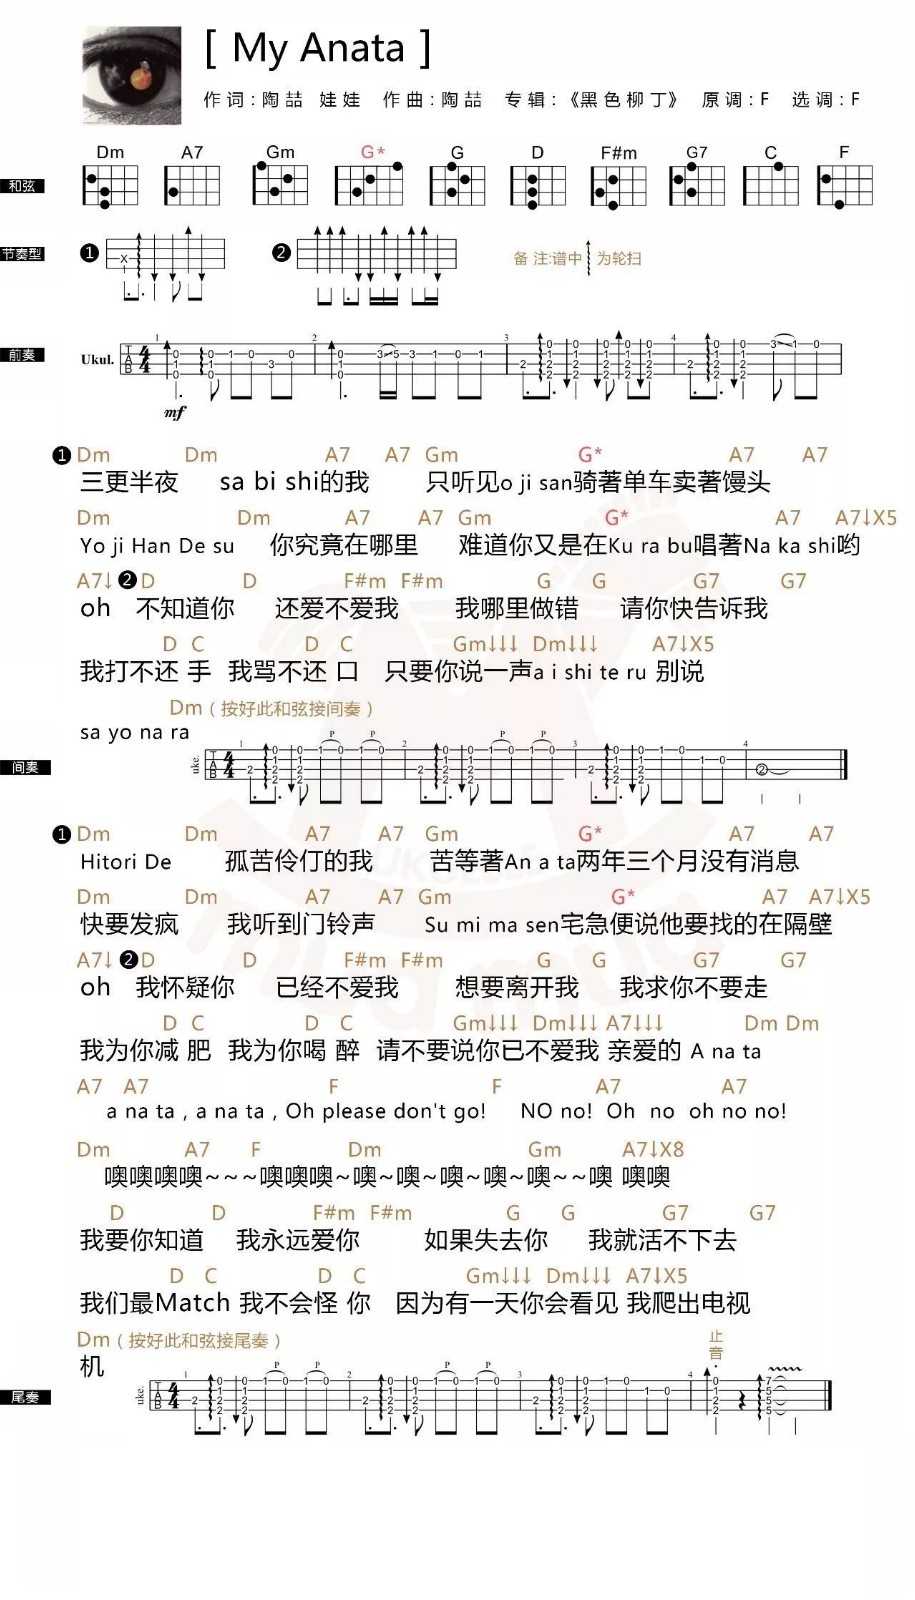 [ My Anata ]
作词:陶喆 娃娃 作曲:陶喆 专辑:《黑色柳丁》 原调:F 选调:F
Dm A7 Gm G* G D F#m G7 C F
和弦
节奏型 1 2 备注:谱中 为轮扫
前奏 Ukul.
mf
1 Dm Dm A7 A7 Gm G* A7 A7
三更半夜 sa bi shi的我 只听见o ji san骑著单车卖著馒头
Dm Dm A7 A7 Gm G* A7 A7↓X5
Yo ji Han De su 你究竟在哪里 难道你又是在Ku ra bu唱著Na ka shi哟
A7↓ 2 D D F#m F#m G G G7 G7
oh 不知道你 还爱不爱我 我哪里做错 请你快告诉我
D C D C Gm↓↓↓ Dm↓↓↓ A7↓X5
我打不还 手 我骂不还 口 只要你说一声a i shi te ru 别说
Dm（按好此和弦接间奏）
sa yo na ra
间奏 uke.
1 Dm Dm A7 A7 Gm G* A7 A7
Hitori De 孤苦伶仃的我 苦等著An a ta两年三个月没有消息
Dm Dm A7 A7 Gm G* A7 A7↓X5
快要发疯 我听到门铃声 Su mi ma sen宅急便说他要找的在隔壁
A7↓ 2 D D F#m F#m G G G7 G7
oh 我怀疑你 已经不爱我 想要离开我 我求你不要走
D C D C Gm↓↓↓ Dm↓↓↓ A7↓↓↓ Dm Dm
我为你减 肥 我为你喝 醉 请不要说你已不爱我 亲爱的 A na ta
A7 A7 F F A7 A7
a na ta , a na ta , Oh please don't go! NO no! Oh no oh no no!
Dm A7 F Dm Gm A7↓X8
噢噢噢噢~~~噢噢噢~噢~噢~噢~噢~噢~~噢 噢噢
D D F#m F#m G G G7 G7
我要你知道 我永远爱你 如果失去你 我就活不下去
D C D C Gm↓↓↓ Dm↓↓↓ A7↓X5
我们最Match 我不会怪 你 因为有一天你会看见 我爬出电视
Dm（按好此和弦接尾奏） 止音
机
尾奏 uke.